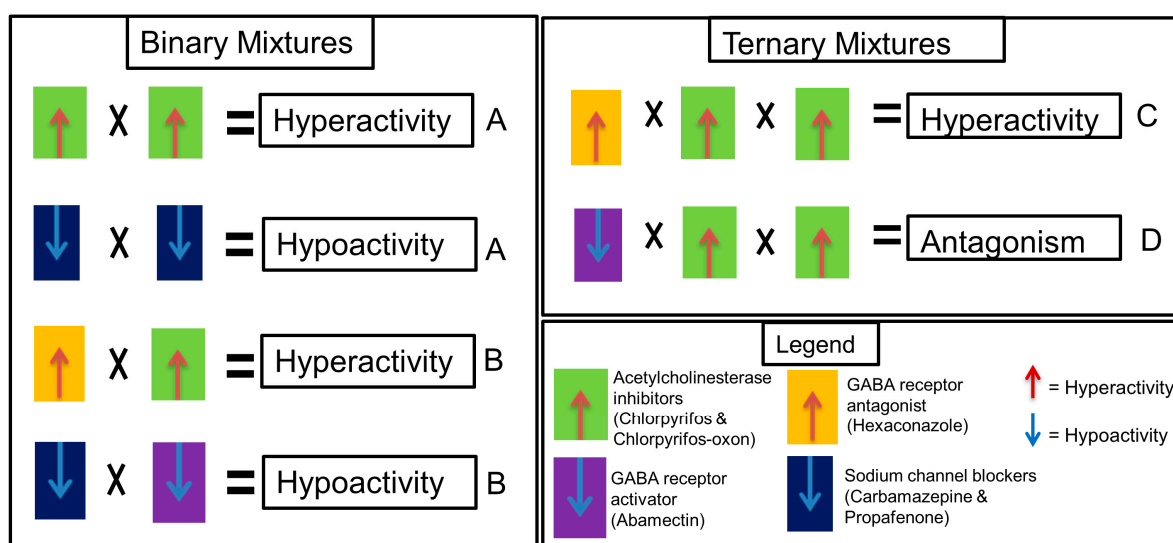 Binary Mixtures
X = Hyperactivity A
X = Hypoactivity A
X = Hyperactivity B
X = Hypoactivity B
Ternary Mixtures
X X = Hyperactivity C
X X = Antagonism D
Legend
Acetylcholinesterase
inhibitors
(Chlorpyrifos &
Chlorpyrifos-oxon)
GABA receptor
antagonist
(Hexaconazole)
= Hyperactivity
= Hypoactivity
GABA receptor
activator
(Abamectin)
Sodium channel blockers
(Carbamazepine &
Propafenone)